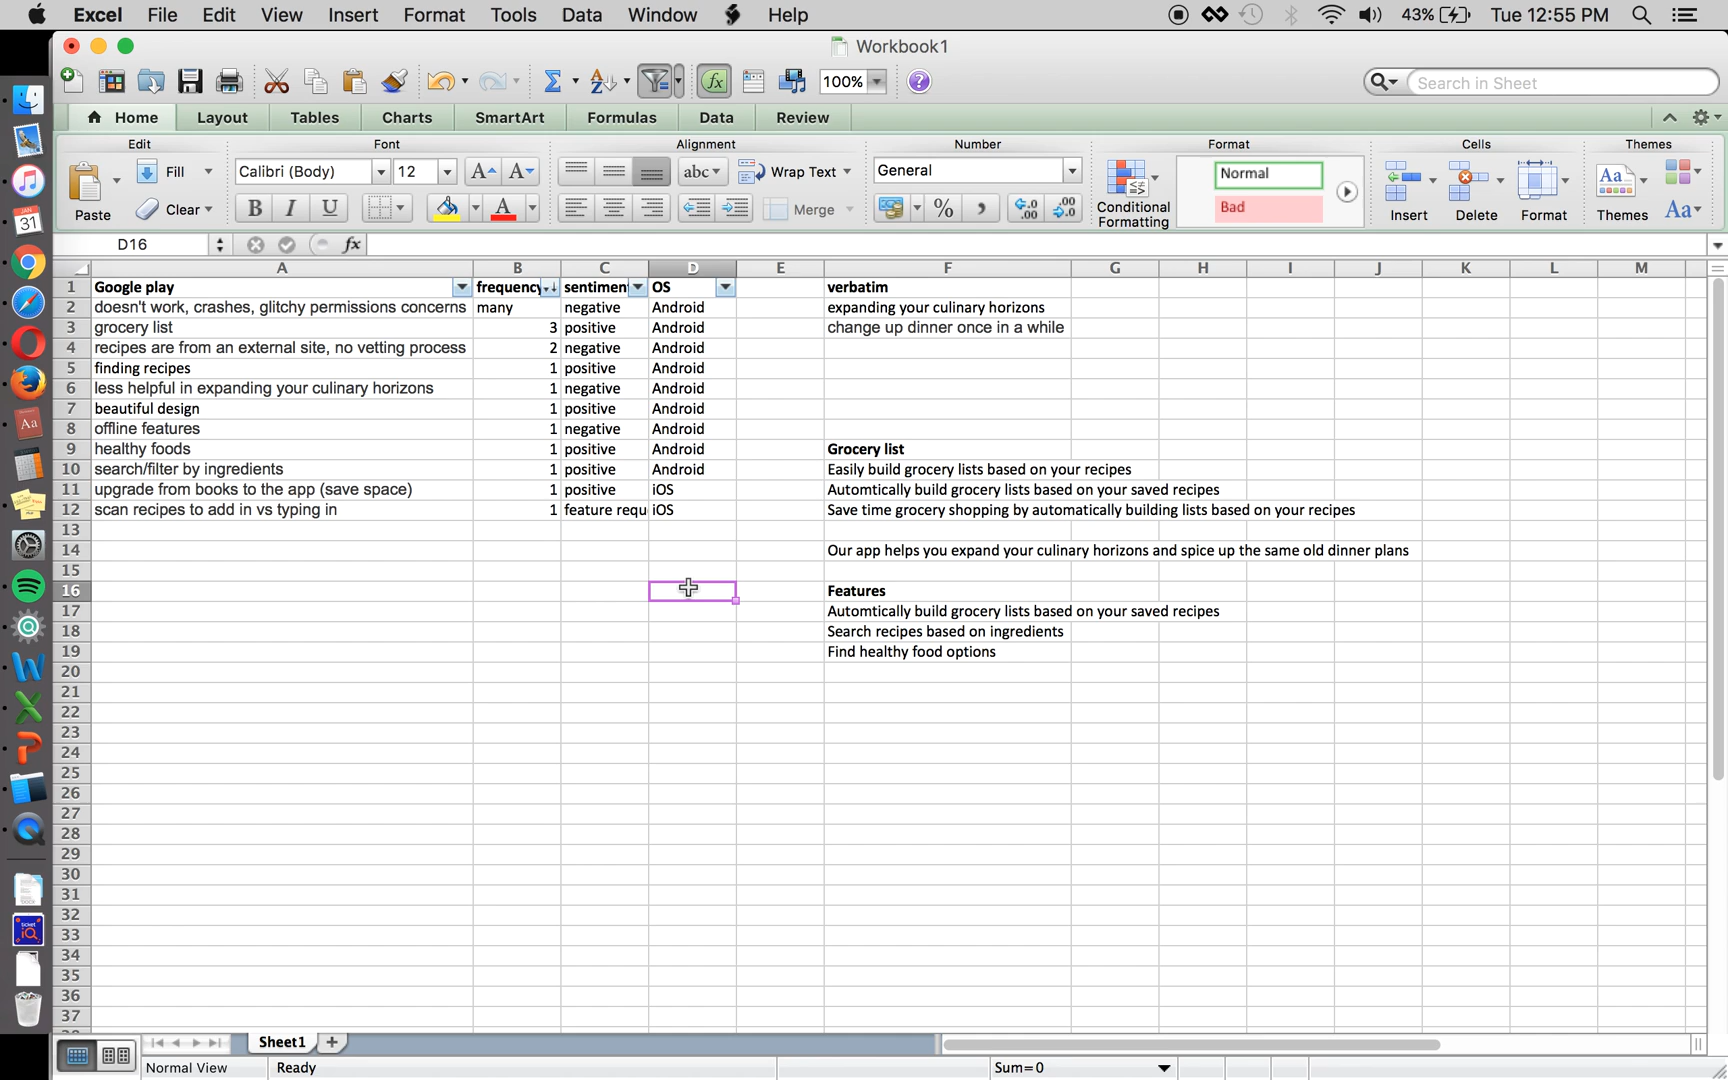 Excel File Edit View Insert Format Tools Data Window Help 43% Tue 12:55 PM
Workbook1
100% Search in Sheet
Home Layout Tables Charts SmartArt Formulas Data Review
Edit Font Alignment Number Format Cells Themes
Fill Calibri (Body) 12 A A abc Wrap Text General Normal
Paste Clear B I U A Merge % , .0 .00 .00 .0 Conditional Formatting Bad Insert Delete Format Themes Aa
D16 fx
A B C D E F G H I J K L M
1 Google play frequency sentimen OS verbatim
2 doesn't work, crashes, glitchy permissions concerns many negative Android expanding your culinary horizons
3 grocery list 3 positive Android change up dinner once in a while
4 recipes are from an external site, no vetting process 2 negative Android
5 finding recipes 1 positive Android
6 less helpful in expanding your culinary horizons 1 negative Android
7 beautiful design 1 positive Android
8 offline features 1 negative Android
9 healthy foods 1 positive Android Grocery list
10 search/filter by ingredients 1 positive Android Easily build grocery lists based on your recipes
11 upgrade from books to the app (save space) 1 positive iOS Automtically build grocery lists based on your saved recipes
12 scan recipes to add in vs typing in 1 feature requ iOS Save time grocery shopping by automatically building lists based on your recipes
13
14 Our app helps you expand your culinary horizons and spice up the same old dinner plans
15
16 Features
17 Automtically build grocery lists based on your saved recipes
18 Search recipes based on ingredients
19 Find healthy food options
20
21
22
23
24
25
26
27
28
29
30
31
32
33
34
35
36
37
Sheet1
Normal View Ready Sum=0